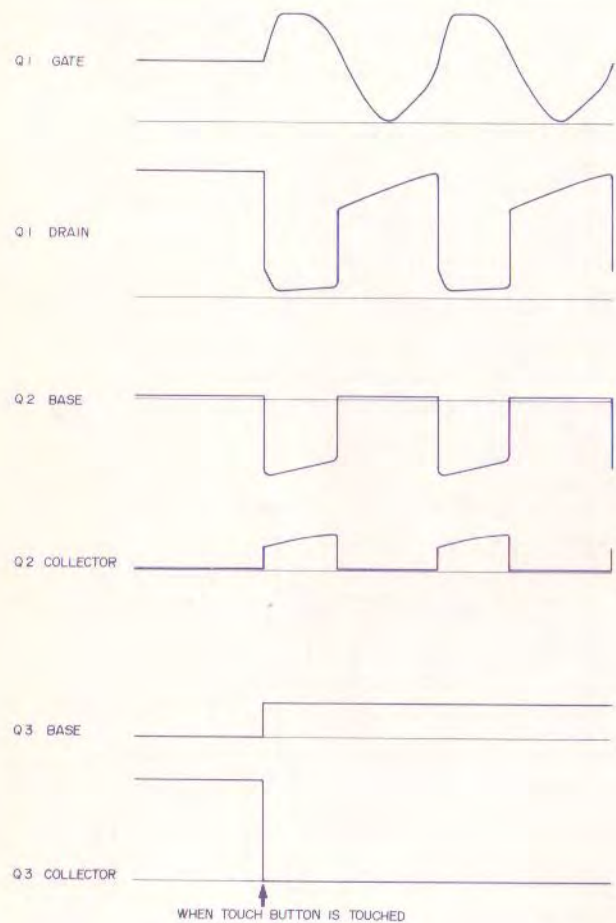 Q1 GATE
Q1 DRAIN
Q2 BASE
Q2 COLLECTOR
Q3 BASE
Q3 COLLECTOR
WHEN TOUCH BUTTON IS TOUCHED